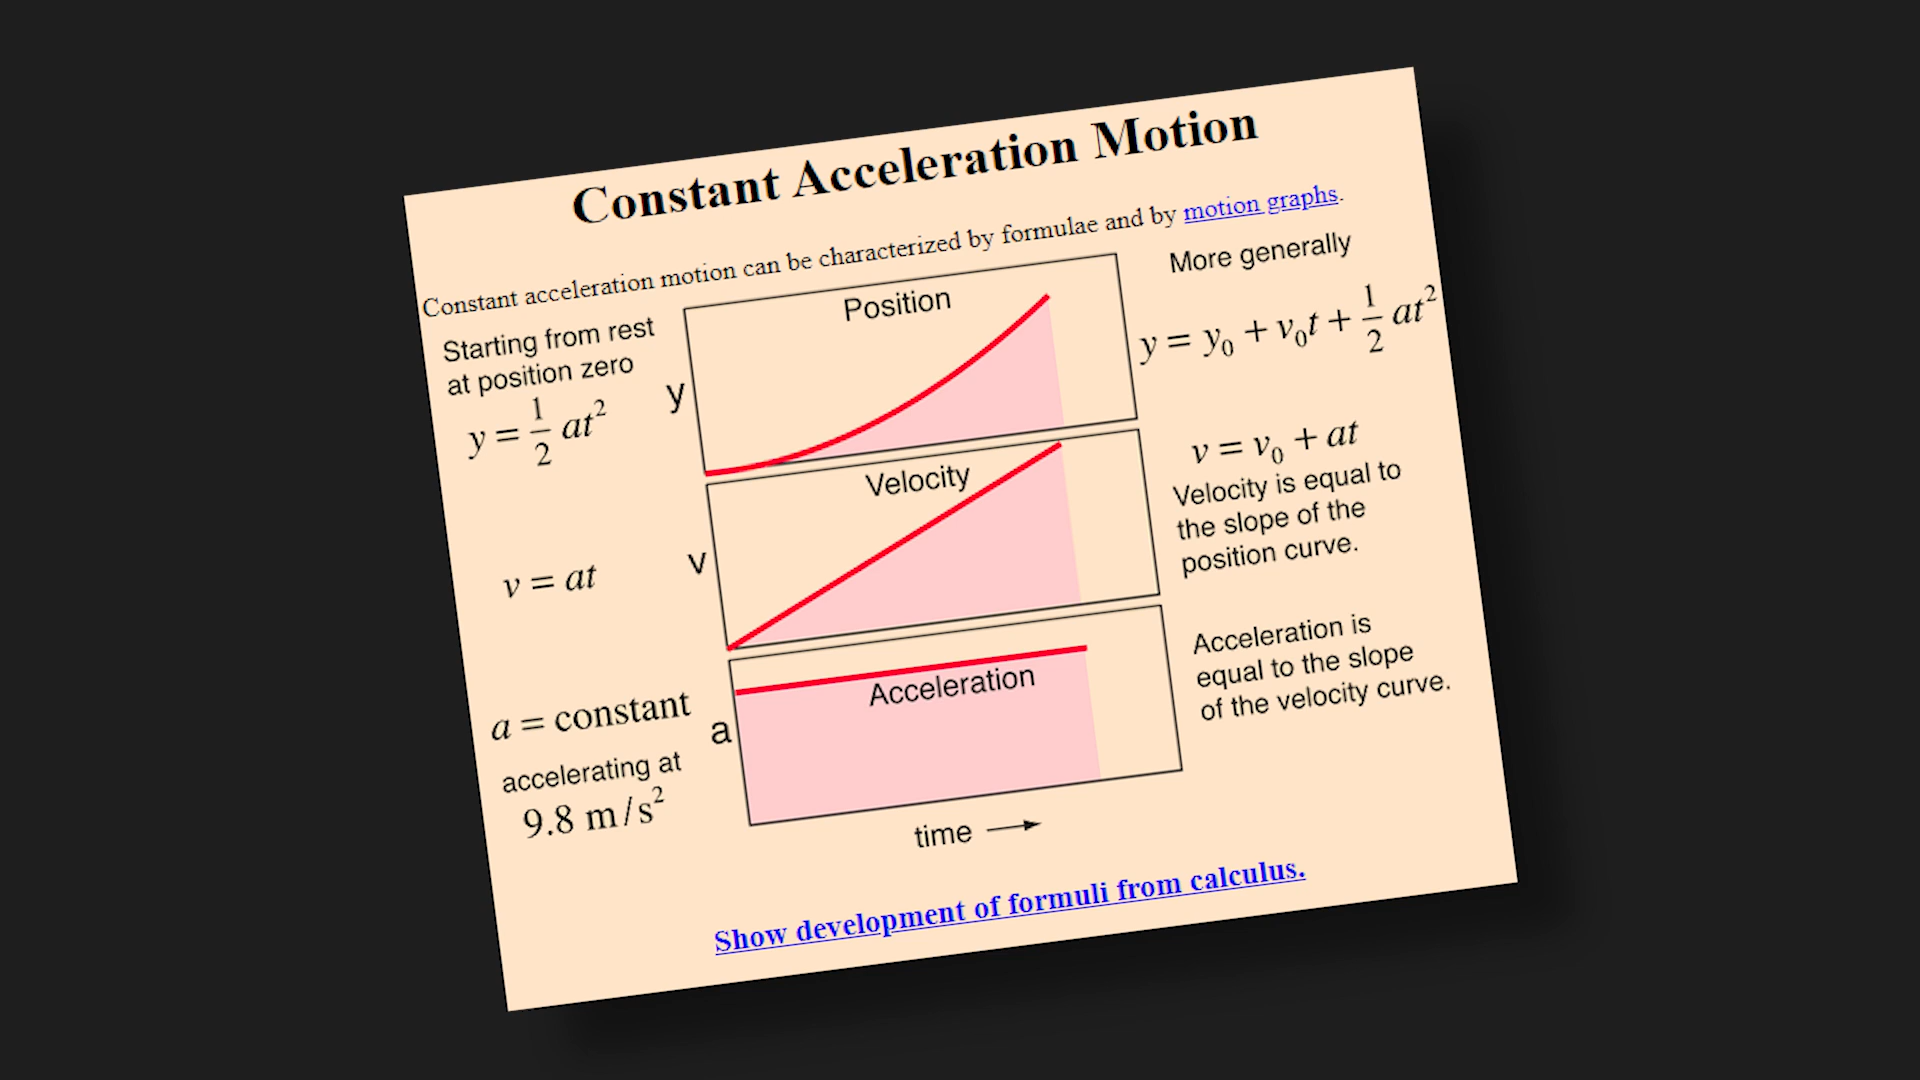 Constant Acceleration Motion
Constant acceleration motion can be characterized by formulae and by motion graphs.
Starting from rest
at position zero
y = 1/2 at²
v = at
a = constant
accelerating at
9.8 m/s²
Position
y
Velocity
v
Acceleration
a
time
More generally
y = y₀ + v₀t + 1/2 at²
v = v₀ + at
Velocity is equal to
the slope of the
position curve.
Acceleration is
equal to the slope
of the velocity curve.
Show development of formuli from calculus.